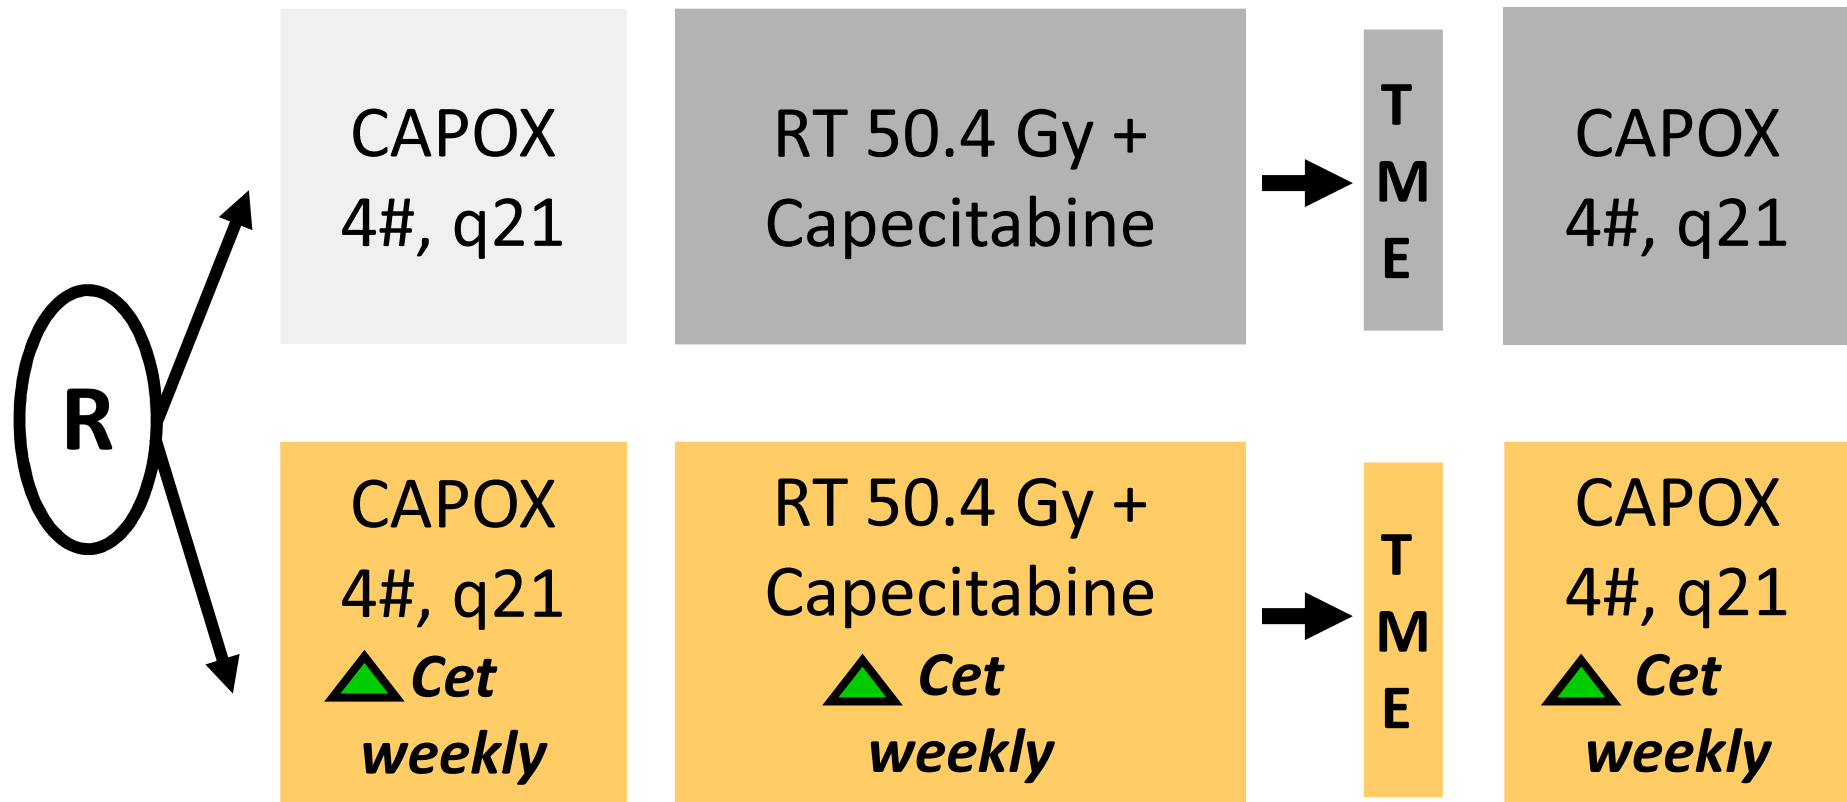 R
CAPOX
4#, q21
RT 50.4 Gy +
Capecitabine
T
M
E
CAPOX
4#, q21
CAPOX
4#, q21
Cet
weekly
RT 50.4 Gy +
Capecitabine
Cet
weekly
T
M
E
CAPOX
4#, q21
Cet
weekly